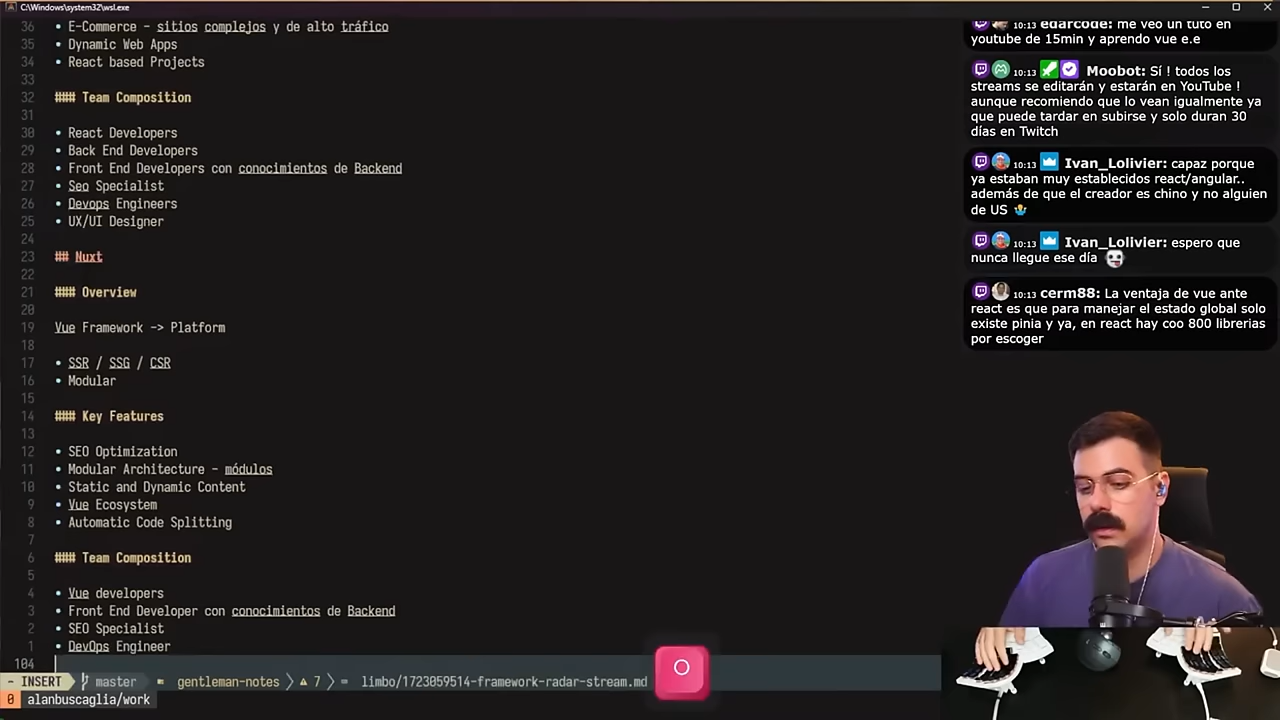 C:\Windows\system32\wsl.exe
36 • E-Commerce - sitios complejos y de alto tráfico
35 • Dynamic Web Apps
34 • React based Projects
33
32 ### Team Composition
31
30 • React Developers
29 • Back End Developers
28 • Front End Developers con conocimientos de Backend
27 • Seo Specialist
26 • Devops Engineers
25 • UX/UI Designer
24
23 ## Nuxt
22
21 ### Overview
20
19 Vue Framework -> Platform
18
17 • SSR / SSG / CSR
16 • Modular
15
14 ### Key Features
13
12 • SEO Optimization
11 • Modular Architecture - módulos
10 • Static and Dynamic Content
9 • Vue Ecosystem
8 • Automatic Code Splitting
7
6 ### Team Composition
5
4 • Vue developers
3 • Front End Developer con conocimientos de Backend
2 • SEO Specialist
1 • DevOps Engineer
104
- INSERT master gentleman-notes 7 limbo/1723059514-framework-radar-stream.md
0 alanbuscaglia/work
O
edarcode: me veo un tuto en
youtube de 15min y aprendo vue e.e
10:13 Moobot: Sí ! todos los
streams se editarán y estarán en YouTube !
aunque recomiendo que lo vean igualmente ya
que puede tardar en subirse y solo duran 30
días en Twitch
10:13 Ivan_Lolivier: capaz porque
ya estaban muy establecidos react/angular..
además de que el creador es chino y no alguien
de US
10:13 Ivan_Lolivier: espero que
nunca llegue ese día
10:13 cerm88: La ventaja de vue ante
react es que para manejar el estado global solo
existe pinia y ya, en react hay coo 800 librerias
por escoger